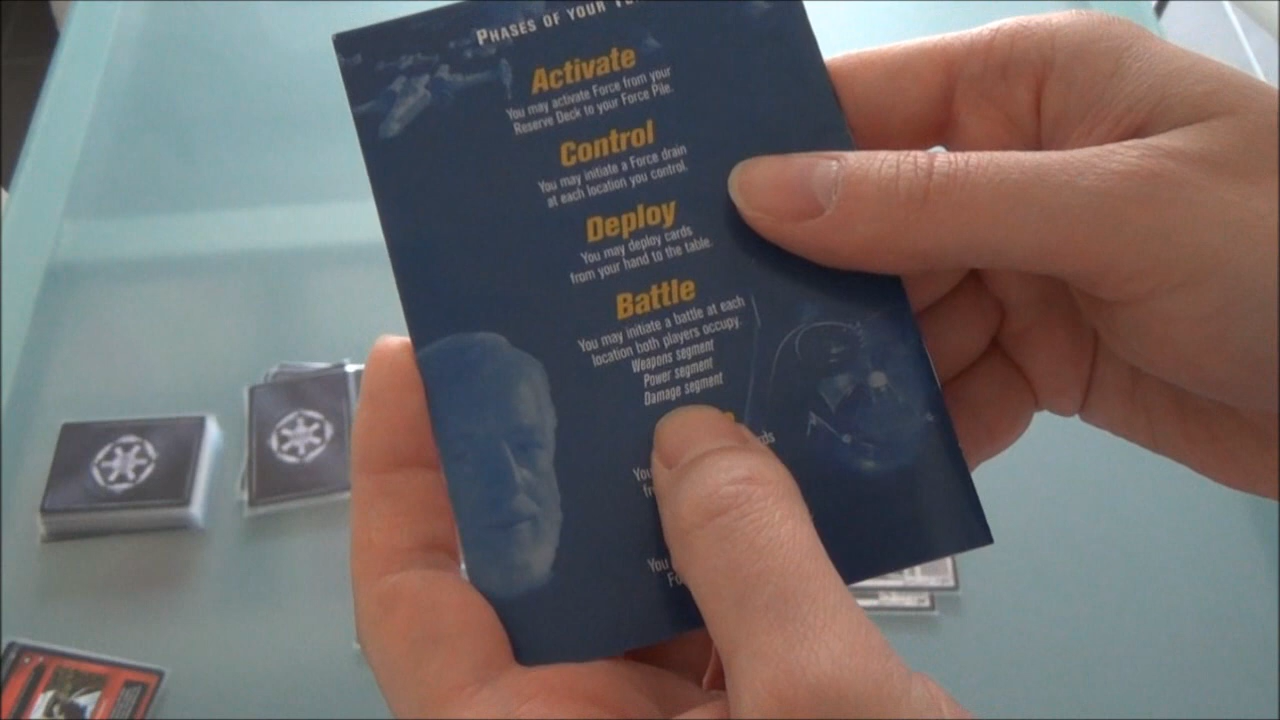 PHASES OF YOUR
Activate
You may activate Force from your
Reserve Deck to your Force Pile.
Control
You may initiate a Force drain
at each location you control.
Deploy
You may deploy cards
from your hand to the table.
Battle
You may initiate a battle at each
location both players occupy.
Weapons segment
Power segment
Damage segment
You
You